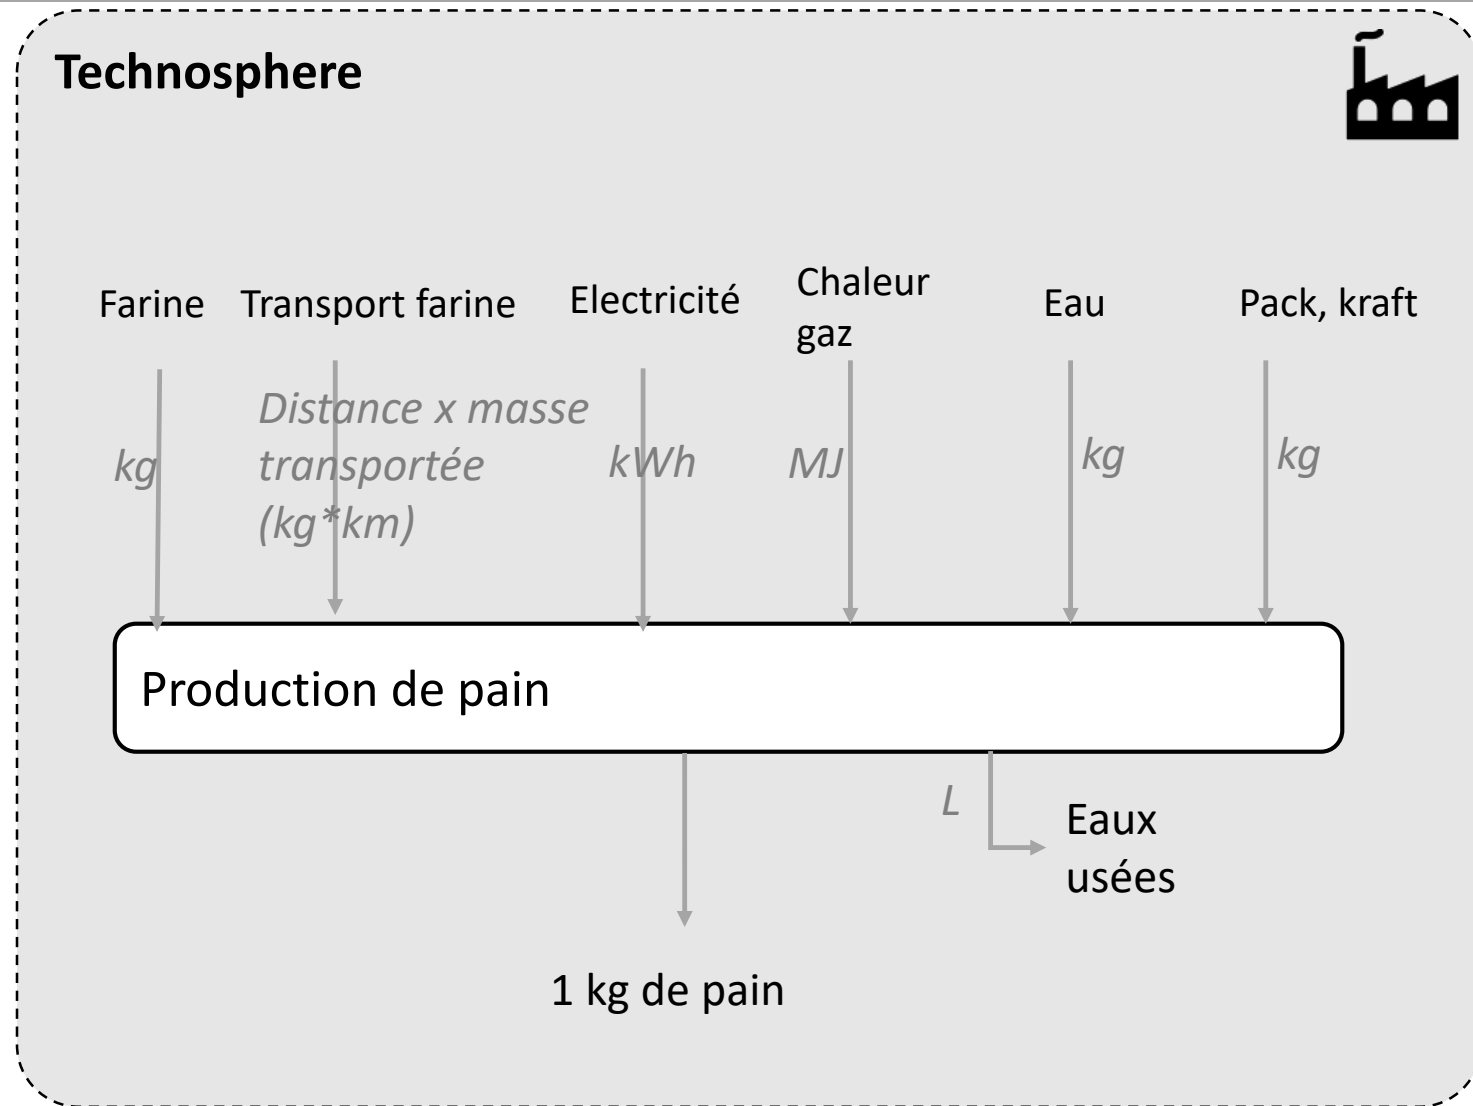 Technosphere
Farine
Transport farine
Electricité
Chaleur
gaz
Eau
Pack, kraft
kg
Distance x masse
transportée
(kg*km)
kWh
MJ
kg
kg
Production de pain
L
Eaux
usées
1 kg de pain